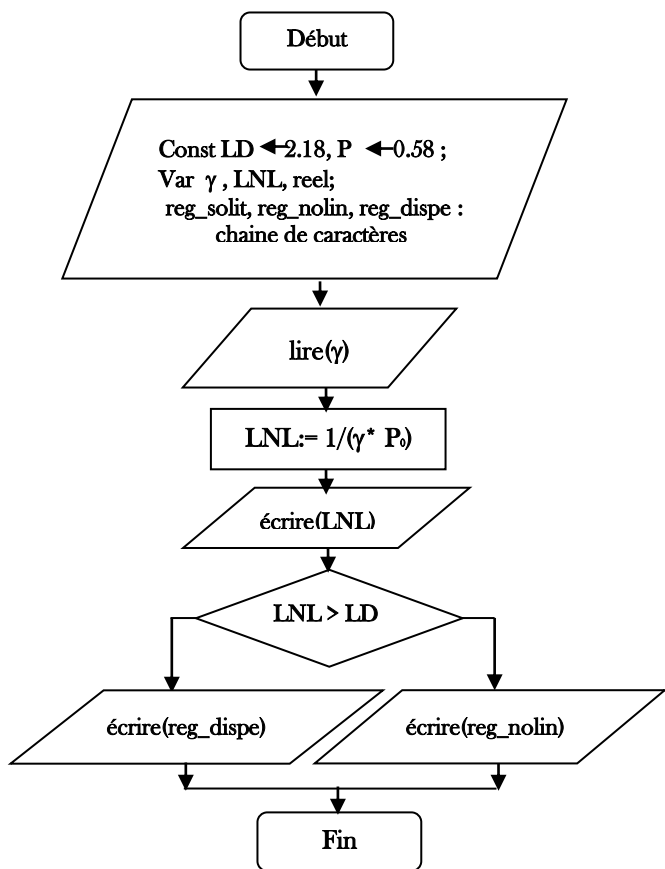 Début
Const LD ←2.18, P ←0.58 ;
Var γ , LNL, reel;
reg_solit, reg_nolin, reg_dispe :
chaine de caractères
lire(γ)
LNL:= 1/(γ* P₀)
écrire(LNL)
LNL > LD
écrire(reg_dispe)
écrire(reg_nolin)
Fin